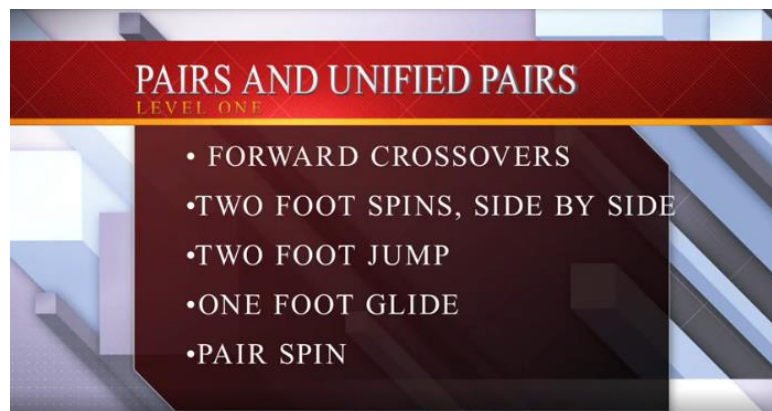 PAIRS AND UNIFIED PAIRS
LEVEL ONE
• FORWARD CROSSOVERS
•TWO FOOT SPINS, SIDE BY SIDE
•TWO FOOT JUMP
•ONE FOOT GLIDE
•PAIR SPIN